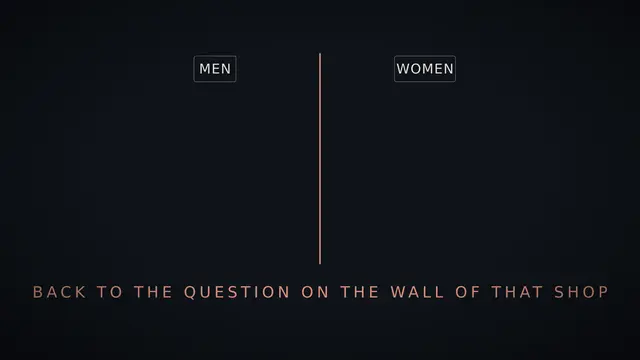 MEN
WOMEN
BACK TO THE QUESTION ON THE WALL OF THAT SHOP